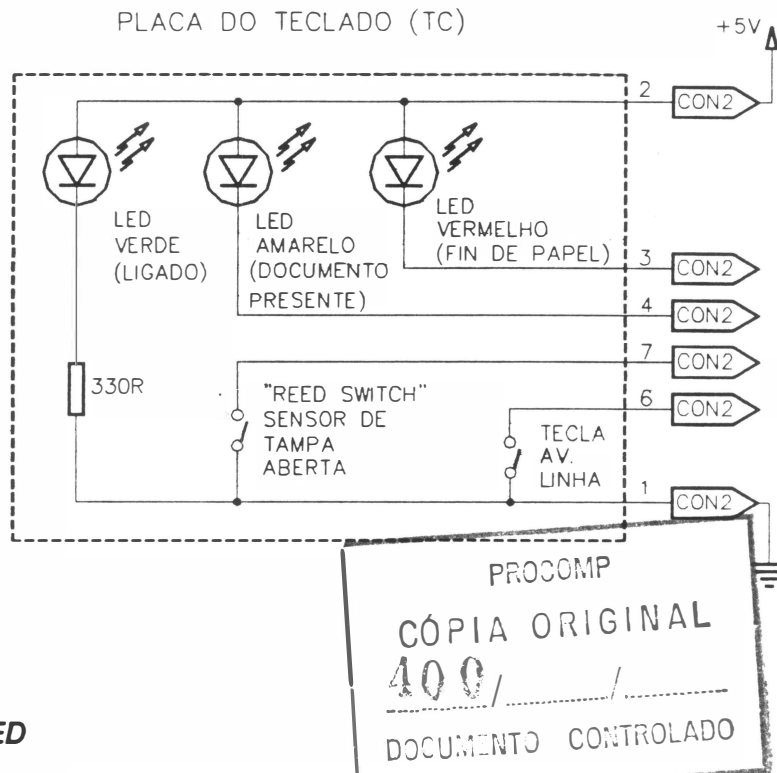 PLACA DO TECLADO (TC)
+5V
2
CON2
LED
VERDE
(LIGADO)
LED
AMARELO
(DOCUMENTO
PRESENTE)
LED
VERMELHO
(FIN DE PAPEL)
3
CON2
4
CON2
7
CON2
6
CON2
330R
"REED SWITCH"
SENSOR DE
TAMPA
ABERTA
TECLA
AV.
LINHA
1
CON2
PROCOMP
CÓPIA ORIGINAL
400/ /
DOCUMENTO CONTROLADO
ED